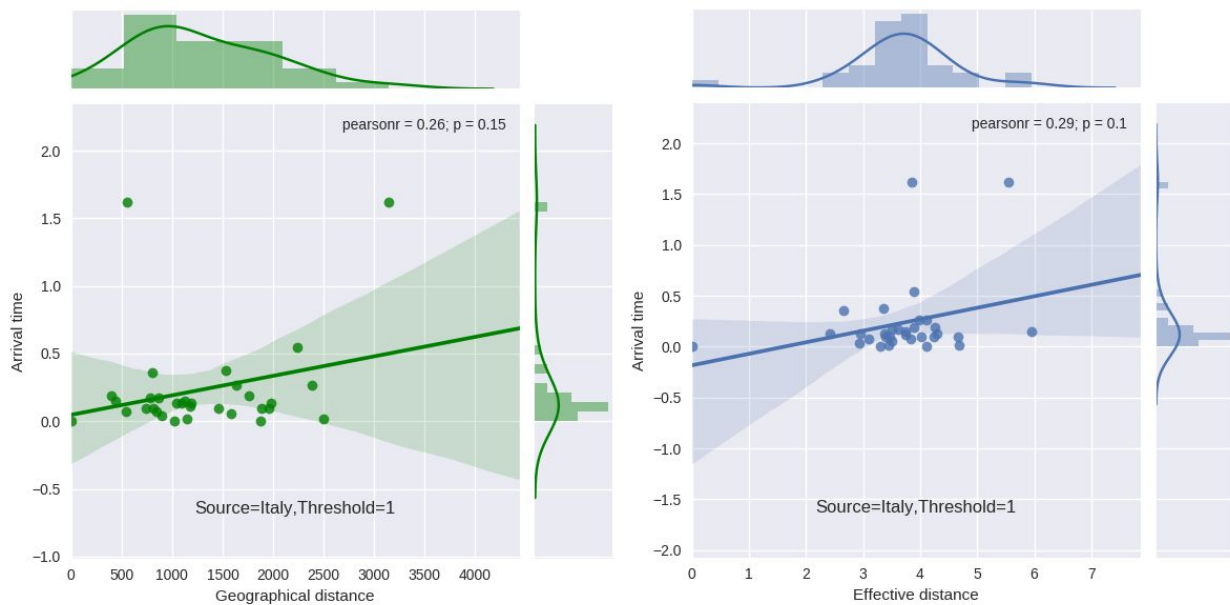 pearsonr = 0.26; p = 0.15
2.0
1.5
1.0
0.5
0.0
−0.5
−1.0
Arrival time
Source=Italy,Threshold=1
0 500 1000 1500 2000 2500 3000 3500 4000
Geographical distance
pearsonr = 0.29; p = 0.1
2.0
1.5
1.0
0.5
0.0
−0.5
−1.0
−1.5
−2.0
Arrival time
Source=Italy,Threshold=1
0 1 2 3 4 5 6 7
Effective distance